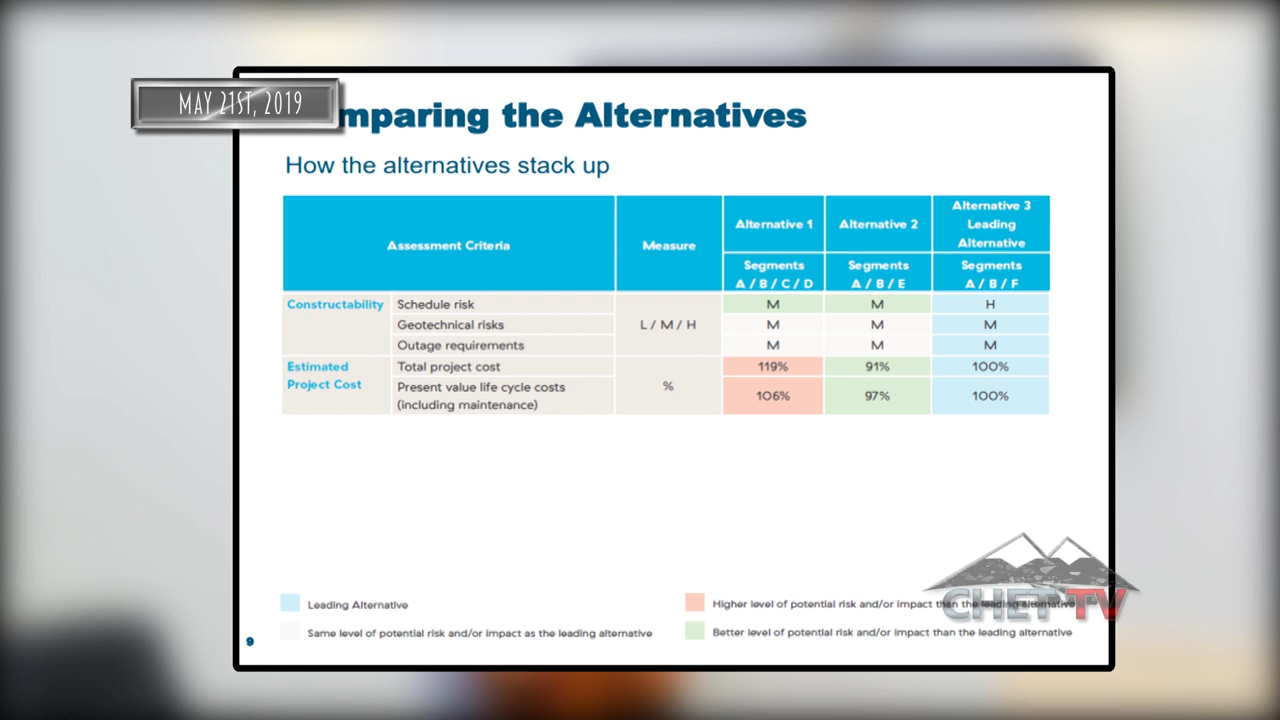 MAY 21ST, 2019
mparing the Alternatives
How the alternatives stack up
Assessment Criteria
Measure
Alternative 1
Alternative 2
Alternative 3
Leading
Alternative
Segments
A / B / C / D
Segments
A / B / E
Segments
A / B / F
Constructability
Schedule risk
L / M / H
M
M
H
Geotechnical risks
M
M
M
Outage requirements
M
M
M
Estimated
Project Cost
Total project cost
%
119%
91%
100%
Present value life cycle costs
(including maintenance)
106%
97%
100%
Leading Alternative
Higher level of potential risk and/or impact than the leading alternative
Same level of potential risk and/or impact as the leading alternative
Better level of potential risk and/or impact than the leading alternative
9
CHET TV